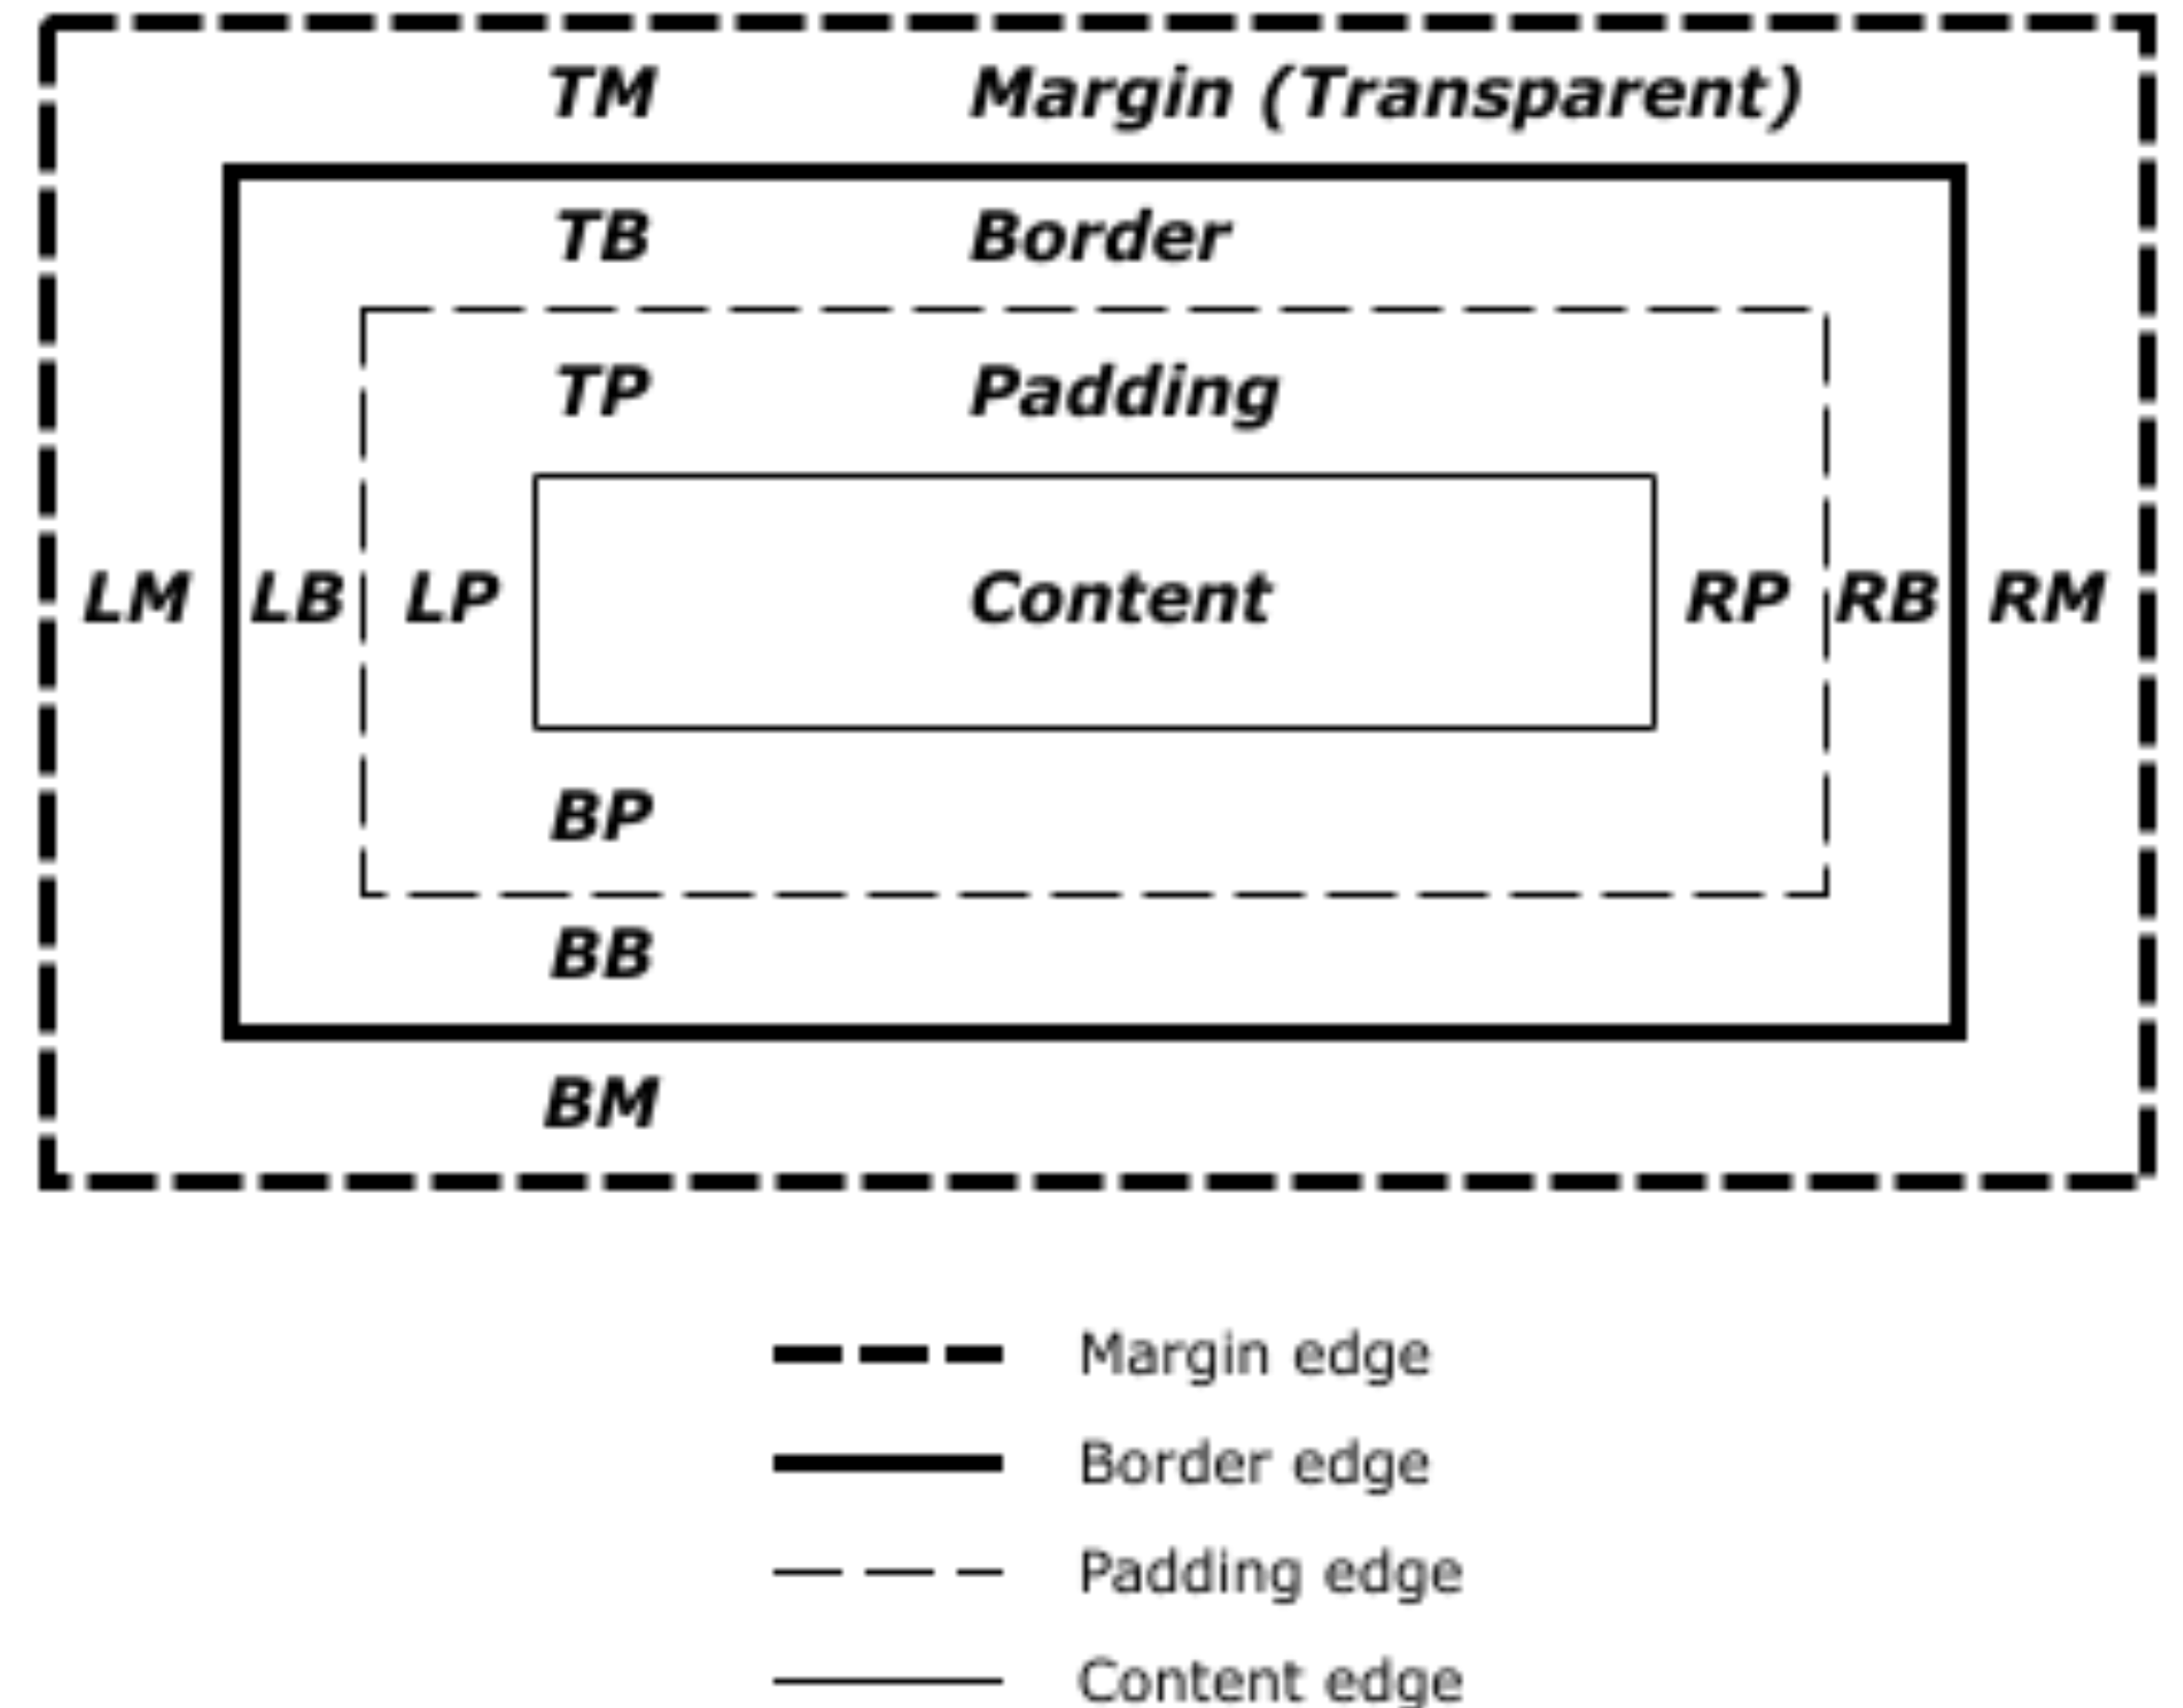 TM Margin (Transparent)
TB Border
TP Padding
LM LB LP Content RP RB RM
BP
BB
BM
Margin edge
Border edge
Padding edge
Content edge